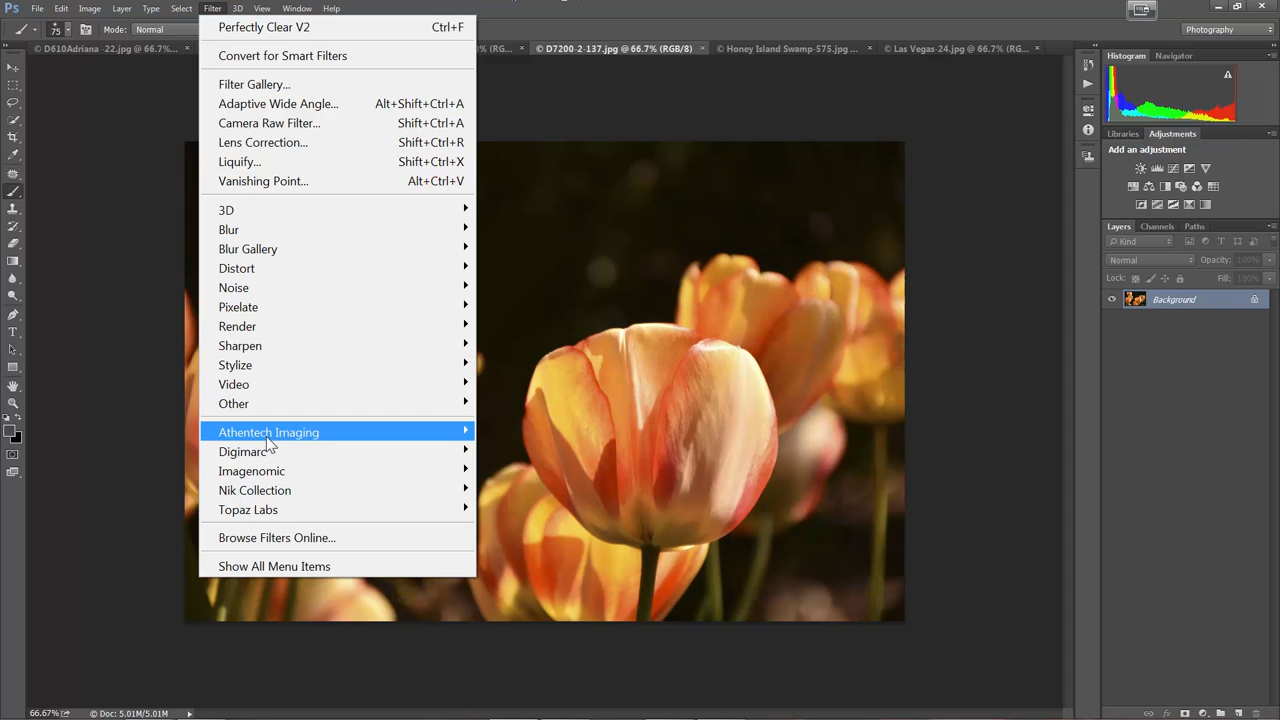 Ps File Edit Image Layer Type Select Filter 3D View Window Help
75 Mode: Normal Photography
D610Adriana -22.jpg @ 66.7% (RG... D7200-2-137.jpg @ 66.7% (RGB/8) Honey Island Swamp-575.jpg ... Las Vegas-24.jpg @ 66.7% (RG...
Perfectly Clear V2 Ctrl+F
Convert for Smart Filters
Filter Gallery...
Adaptive Wide Angle... Alt+Shift+Ctrl+A
Camera Raw Filter... Shift+Ctrl+A
Lens Correction... Shift+Ctrl+R
Liquify... Shift+Ctrl+X
Vanishing Point... Alt+Ctrl+V
3D
Blur
Blur Gallery
Distort
Noise
Pixelate
Render
Sharpen
Stylize
Video
Other
Athentech Imaging
Digimarc
Imagenomic
Nik Collection
Topaz Labs
Browse Filters Online...
Show All Menu Items
Histogram Navigator
Libraries Adjustments
Add an adjustment
Layers Channels Paths
Kind
Normal Opacity: 100%
Lock: Fill: 100%
Background
66.67% Doc: 5.01M/5.01M